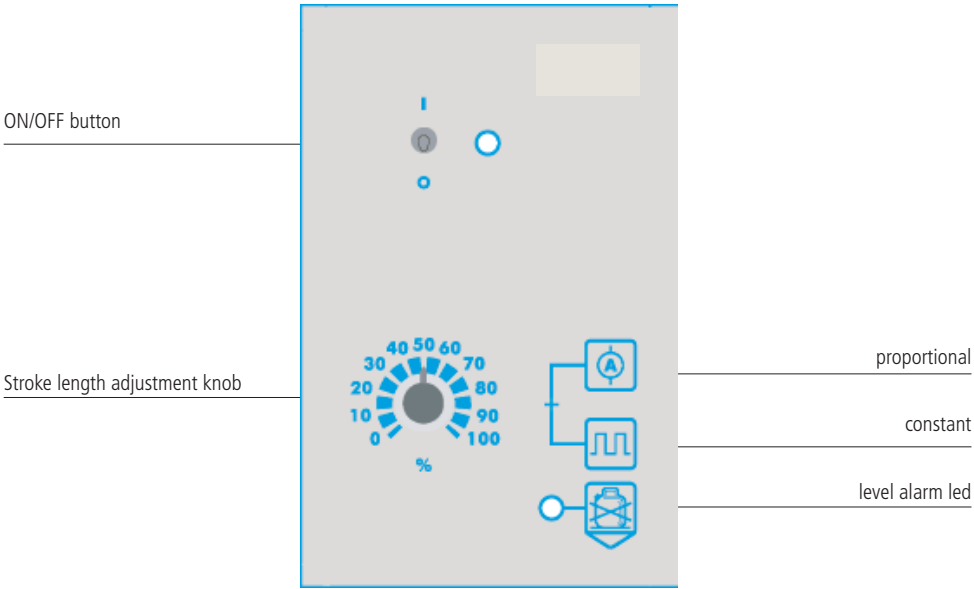 ON/OFF button
I
O
40 50 60
30 70
Stroke length adjustment knob
20 80
10 90
0 100
%
A
proportional
constant
level alarm led